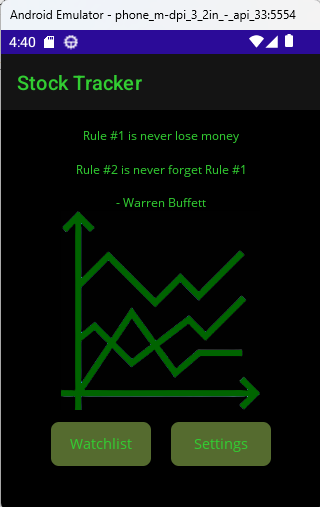 Android Emulator - phone_m-dpi_3_2in_-_api_33:5554
4:40
Stock Tracker
Rule #1 is never lose money
Rule #2 is never forget Rule #1
- Warren Buffett
Watchlist
Settings